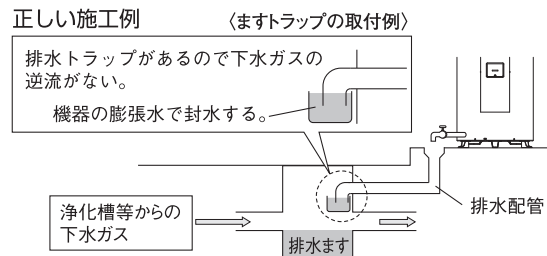 正しい施工例
〈ますトラップの取付例〉
排水トラップがあるので下水ガスの
逆流がない。
機器の膨張水で封水する。
浄化槽等からの
下水ガス
排水ます
排水配管